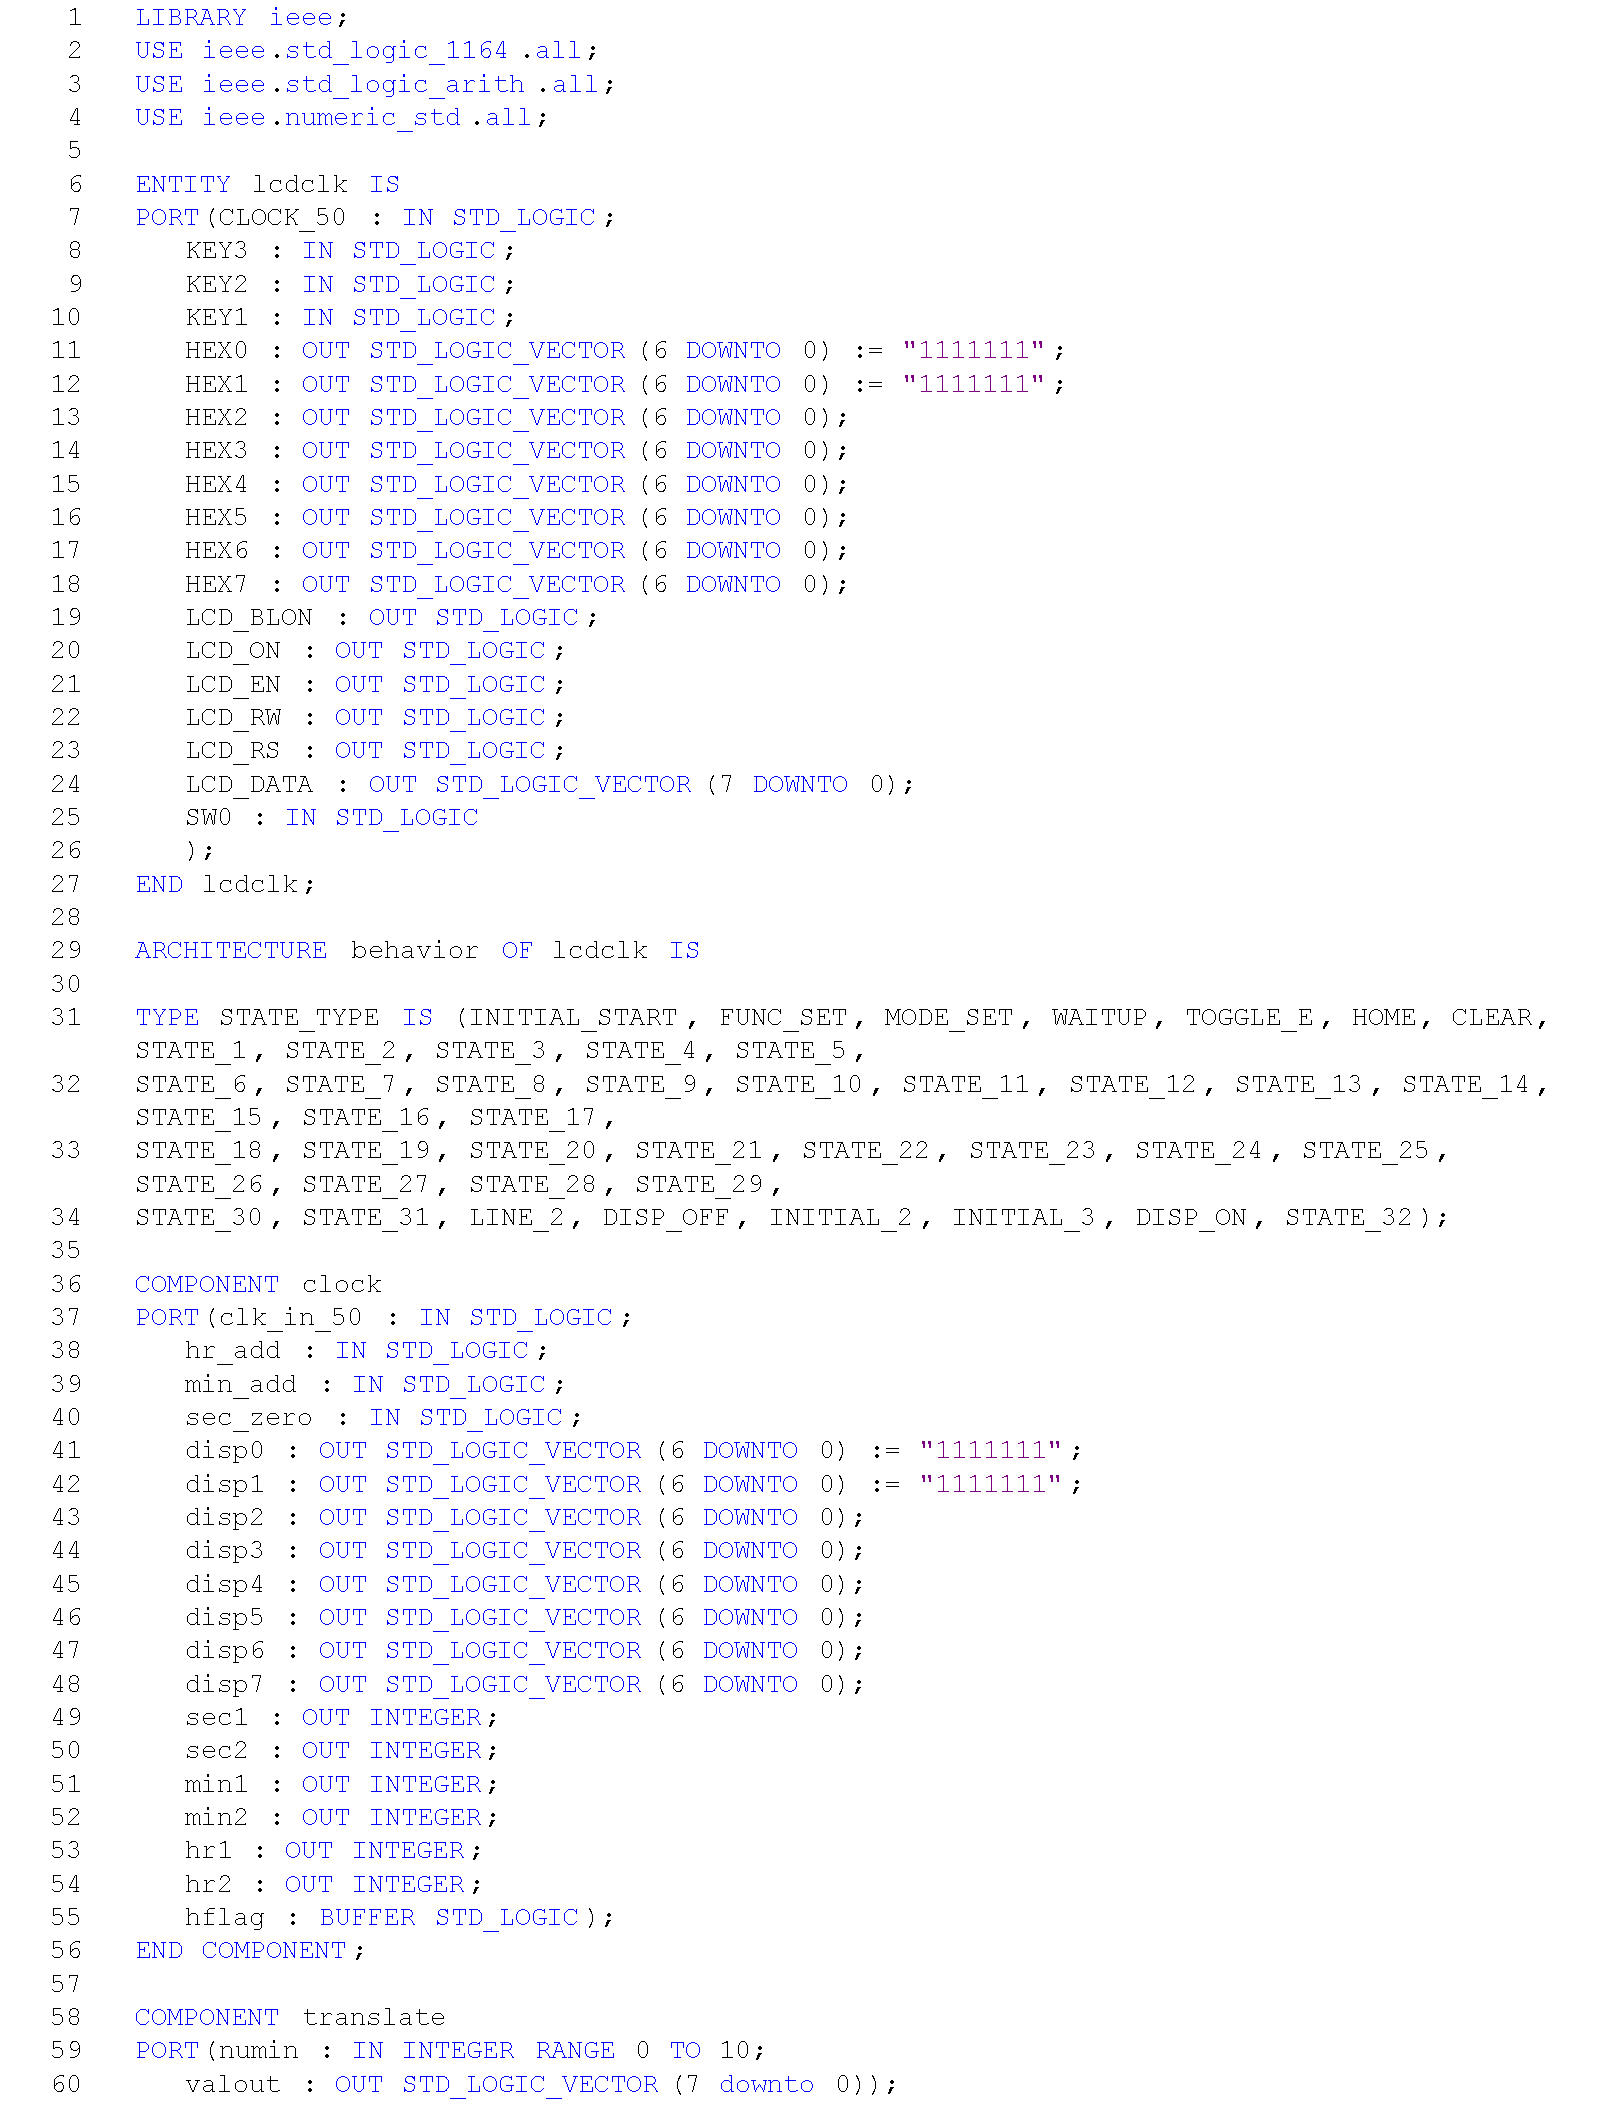 1 LIBRARY ieee;
2 USE ieee.std_logic_1164.all;
3 USE ieee.std_logic_arith.all;
4 USE ieee.numeric_std.all;
5
6 ENTITY lcdclk IS
7 PORT(CLOCK_50 : IN STD_LOGIC;
8 KEY3 : IN STD_LOGIC;
9 KEY2 : IN STD_LOGIC;
10 KEY1 : IN STD_LOGIC;
11 HEX0 : OUT STD_LOGIC_VECTOR(6 DOWNTO 0) := "1111111";
12 HEX1 : OUT STD_LOGIC_VECTOR(6 DOWNTO 0) := "1111111";
13 HEX2 : OUT STD_LOGIC_VECTOR(6 DOWNTO 0);
14 HEX3 : OUT STD_LOGIC_VECTOR(6 DOWNTO 0);
15 HEX4 : OUT STD_LOGIC_VECTOR(6 DOWNTO 0);
16 HEX5 : OUT STD_LOGIC_VECTOR(6 DOWNTO 0);
17 HEX6 : OUT STD_LOGIC_VECTOR(6 DOWNTO 0);
18 HEX7 : OUT STD_LOGIC_VECTOR(6 DOWNTO 0);
19 LCD_BLON : OUT STD_LOGIC;
20 LCD_ON : OUT STD_LOGIC;
21 LCD_EN : OUT STD_LOGIC;
22 LCD_RW : OUT STD_LOGIC;
23 LCD_RS : OUT STD_LOGIC;
24 LCD_DATA : OUT STD_LOGIC_VECTOR(7 DOWNTO 0);
25 SW0 : IN STD_LOGIC
26 );
27 END lcdclk;
28
29 ARCHITECTURE behavior OF lcdclk IS
30
31 TYPE STATE_TYPE IS (INITIAL_START, FUNC_SET, MODE_SET, WAITUP, TOGGLE_E, HOME, CLEAR,
STATE_1, STATE_2, STATE_3, STATE_4, STATE_5,
32 STATE_6, STATE_7, STATE_8, STATE_9, STATE_10, STATE_11, STATE_12, STATE_13, STATE_14,
STATE_15, STATE_16, STATE_17,
33 STATE_18, STATE_19, STATE_20, STATE_21, STATE_22, STATE_23, STATE_24, STATE_25,
STATE_26, STATE_27, STATE_28, STATE_29,
34 STATE_30, STATE_31, LINE_2, DISP_OFF, INITIAL_2, INITIAL_3, DISP_ON, STATE_32);
35
36 COMPONENT clock
37 PORT(clk_in_50 : IN STD_LOGIC;
38 hr_add : IN STD_LOGIC;
39 min_add : IN STD_LOGIC;
40 sec_zero : IN STD_LOGIC;
41 disp0 : OUT STD_LOGIC_VECTOR(6 DOWNTO 0) := "1111111";
42 disp1 : OUT STD_LOGIC_VECTOR(6 DOWNTO 0) := "1111111";
43 disp2 : OUT STD_LOGIC_VECTOR(6 DOWNTO 0);
44 disp3 : OUT STD_LOGIC_VECTOR(6 DOWNTO 0);
45 disp4 : OUT STD_LOGIC_VECTOR(6 DOWNTO 0);
46 disp5 : OUT STD_LOGIC_VECTOR(6 DOWNTO 0);
47 disp6 : OUT STD_LOGIC_VECTOR(6 DOWNTO 0);
48 disp7 : OUT STD_LOGIC_VECTOR(6 DOWNTO 0);
49 sec1 : OUT INTEGER;
50 sec2 : OUT INTEGER;
51 min1 : OUT INTEGER;
52 min2 : OUT INTEGER;
53 hr1 : OUT INTEGER;
54 hr2 : OUT INTEGER;
55 hflag : BUFFER STD_LOGIC);
56 END COMPONENT;
57
58 COMPONENT translate
59 PORT(numin : IN INTEGER RANGE 0 TO 10;
60 valout : OUT STD_LOGIC_VECTOR(7 downto 0));